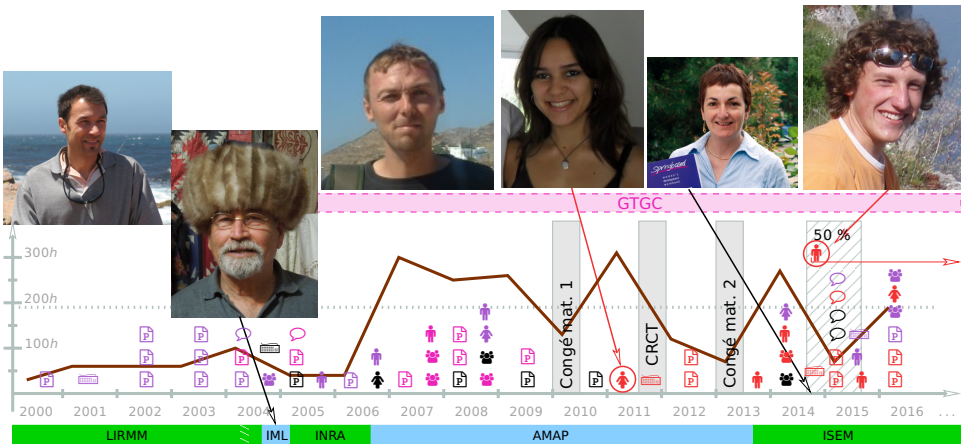 Springboard
GTGC
50 %
300h
200h
100h
Congé mat. 1
CRCT
Congé mat. 2
P P P P P P P P P P P P P P P P P P P P P P P P
2000 2001 2002 2003 2004 2005 2006 2007 2008 2009 2010 2011 2012 2013 2014 2015 2016 ...
LIRMM IML INRA AMAP ISEM